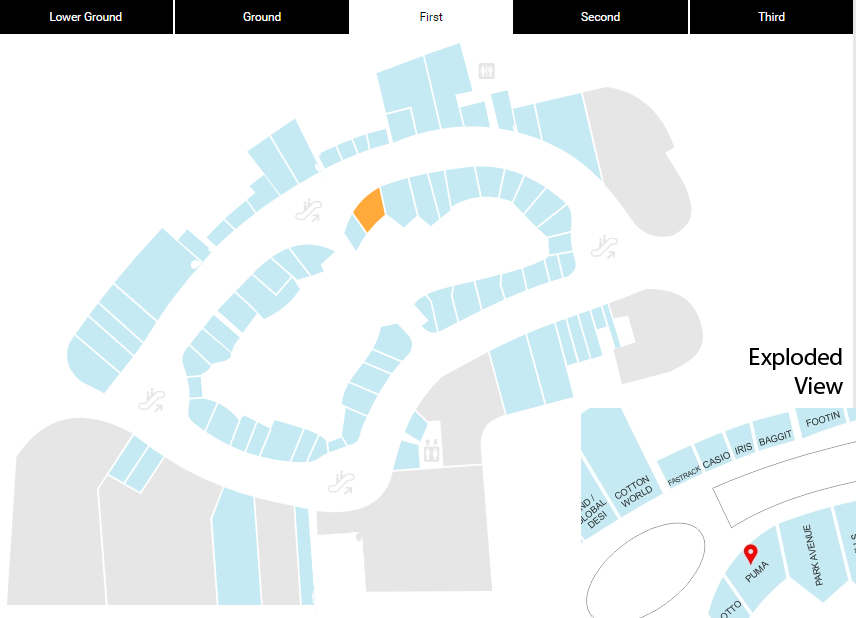 Lower Ground
Ground
First
Second
Third
Exploded
View
FOOTIN
BAGGIT
IRIS
CASIO
FASTRACK
COTTON
WORLD
ND /
GLOBAL
DESI
PUMA
PARK AVENUE
OTTO